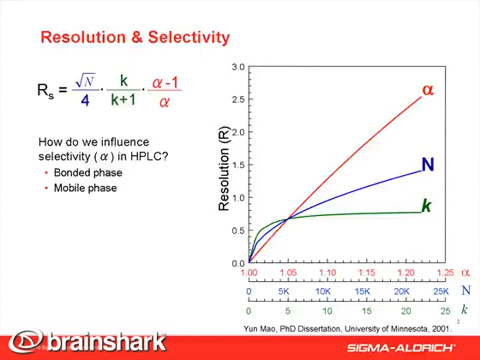 Resolution & Selectivity
Rs = √N/4 · k/k+1 · α-1/α
How do we influence
selectivity (α) in HPLC?
• Bonded phase
• Mobile phase
Resolution (R)
3.0
2.5
2.0
1.5
1.0
0.5
0.0
α
N
k
1.00 1.05 1.10 1.15 1.20 1.25 α
0 5K 10K 15K 20K 25K N
0 5 10 15 20 25 k
Yun Mao, PhD Dissertation, University of Minnesota, 2001.
2
brainshark
SIGMA-ALDRICH